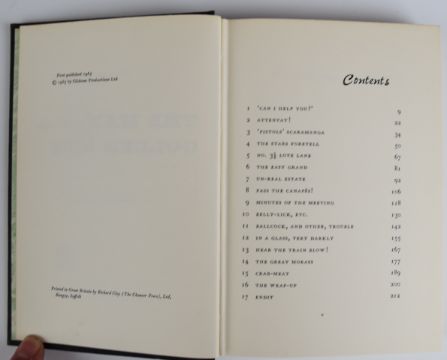 First published 1965
© 1965 by Glidrose Productions Ltd
Printed in Great Britain by Richard Clay (The Chaucer Press), Ltd,
Bungay, Suffolk
Contents
1 'CAN I HELP YOU?' 9
2 ATTENTAT! 22
3 'PISTOLS' SCARAMANGA 34
4 THE STARS FORETELL 50
5 NO. 3½ LOVE LANE 67
6 THE EASY GRAND 82
7 UN-REAL ESTATE 92
8 PASS THE CANAPÉS! 106
9 MINUTES OF THE MEETING 118
10 BELLY-LICK, ETC. 130
11 BALLCOCK, AND OTHER, TROUBLE 142
12 IN A GLASS, VERY DARKLY 155
13 HEAR THE TRAIN BLOW! 167
14 THE GREAT MORASS 177
15 CRAB-MEAT 189
16 THE WRAP-UP 200
17 ENDIT 212